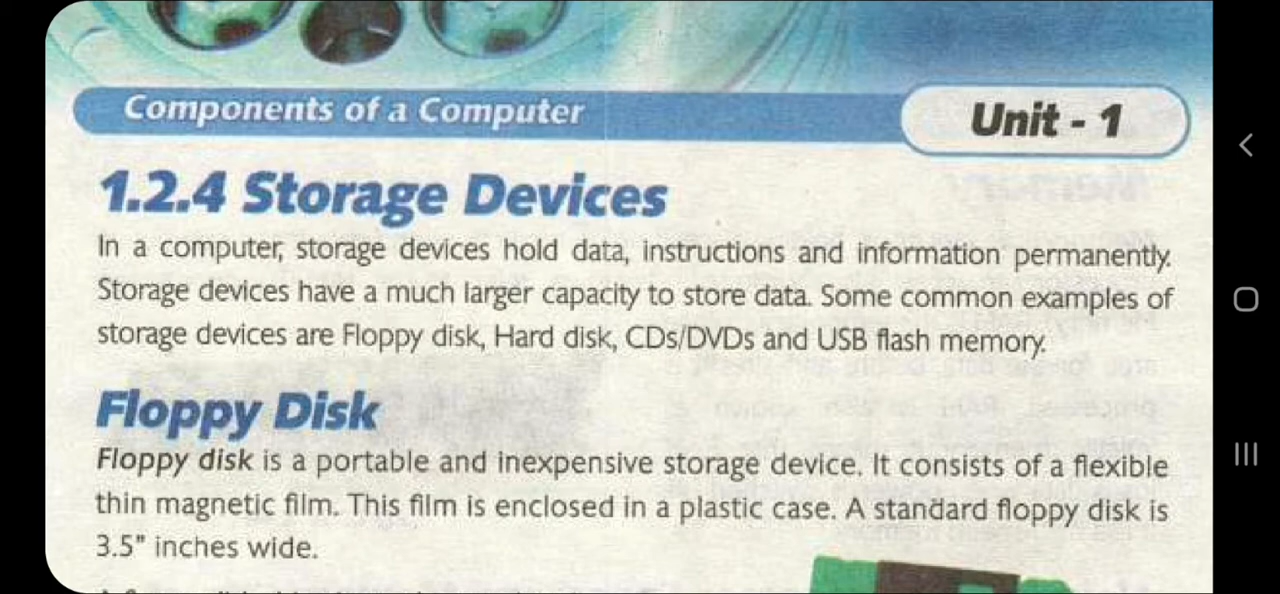 Components of a Computer
Unit - 1
1.2.4 Storage Devices
In a computer, storage devices hold data, instructions and information permanently.
Storage devices have a much larger capacity to store data. Some common examples of
storage devices are Floppy disk, Hard disk, CDs/DVDs and USB flash memory.
Floppy Disk
Floppy disk is a portable and inexpensive storage device. It consists of a flexible
thin magnetic film. This film is enclosed in a plastic case. A standard floppy disk is
3.5" inches wide.